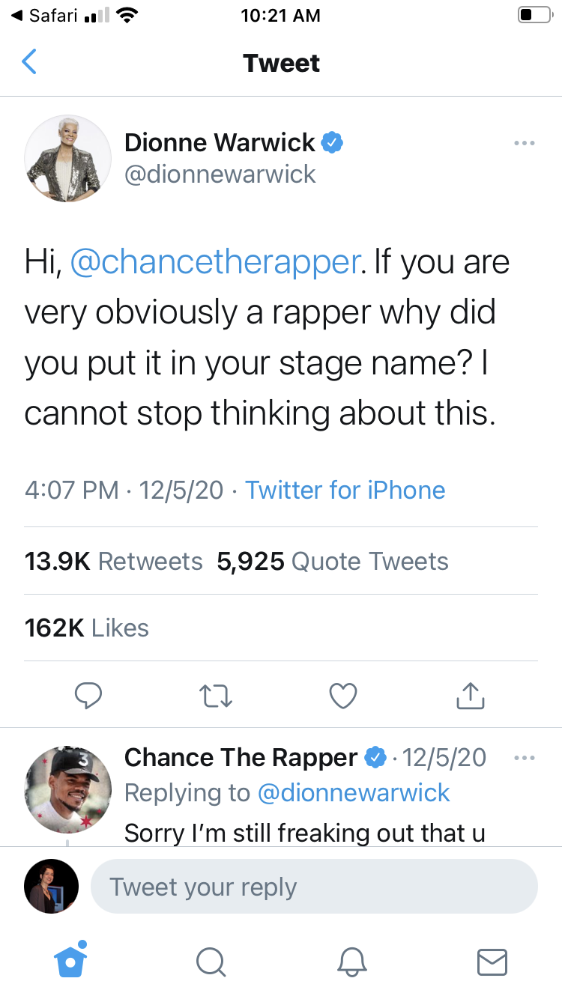 Safari 10:21 AM
Tweet
Dionne Warwick
@dionnewarwick
Hi, @chancetherapper. If you are
very obviously a rapper why did
you put it in your stage name? I
cannot stop thinking about this.
4:07 PM · 12/5/20 · Twitter for iPhone
13.9K Retweets 5,925 Quote Tweets
162K Likes
3
Chance The Rapper · 12/5/20
Replying to @dionnewarwick
Sorry I'm still freaking out that u
Tweet your reply